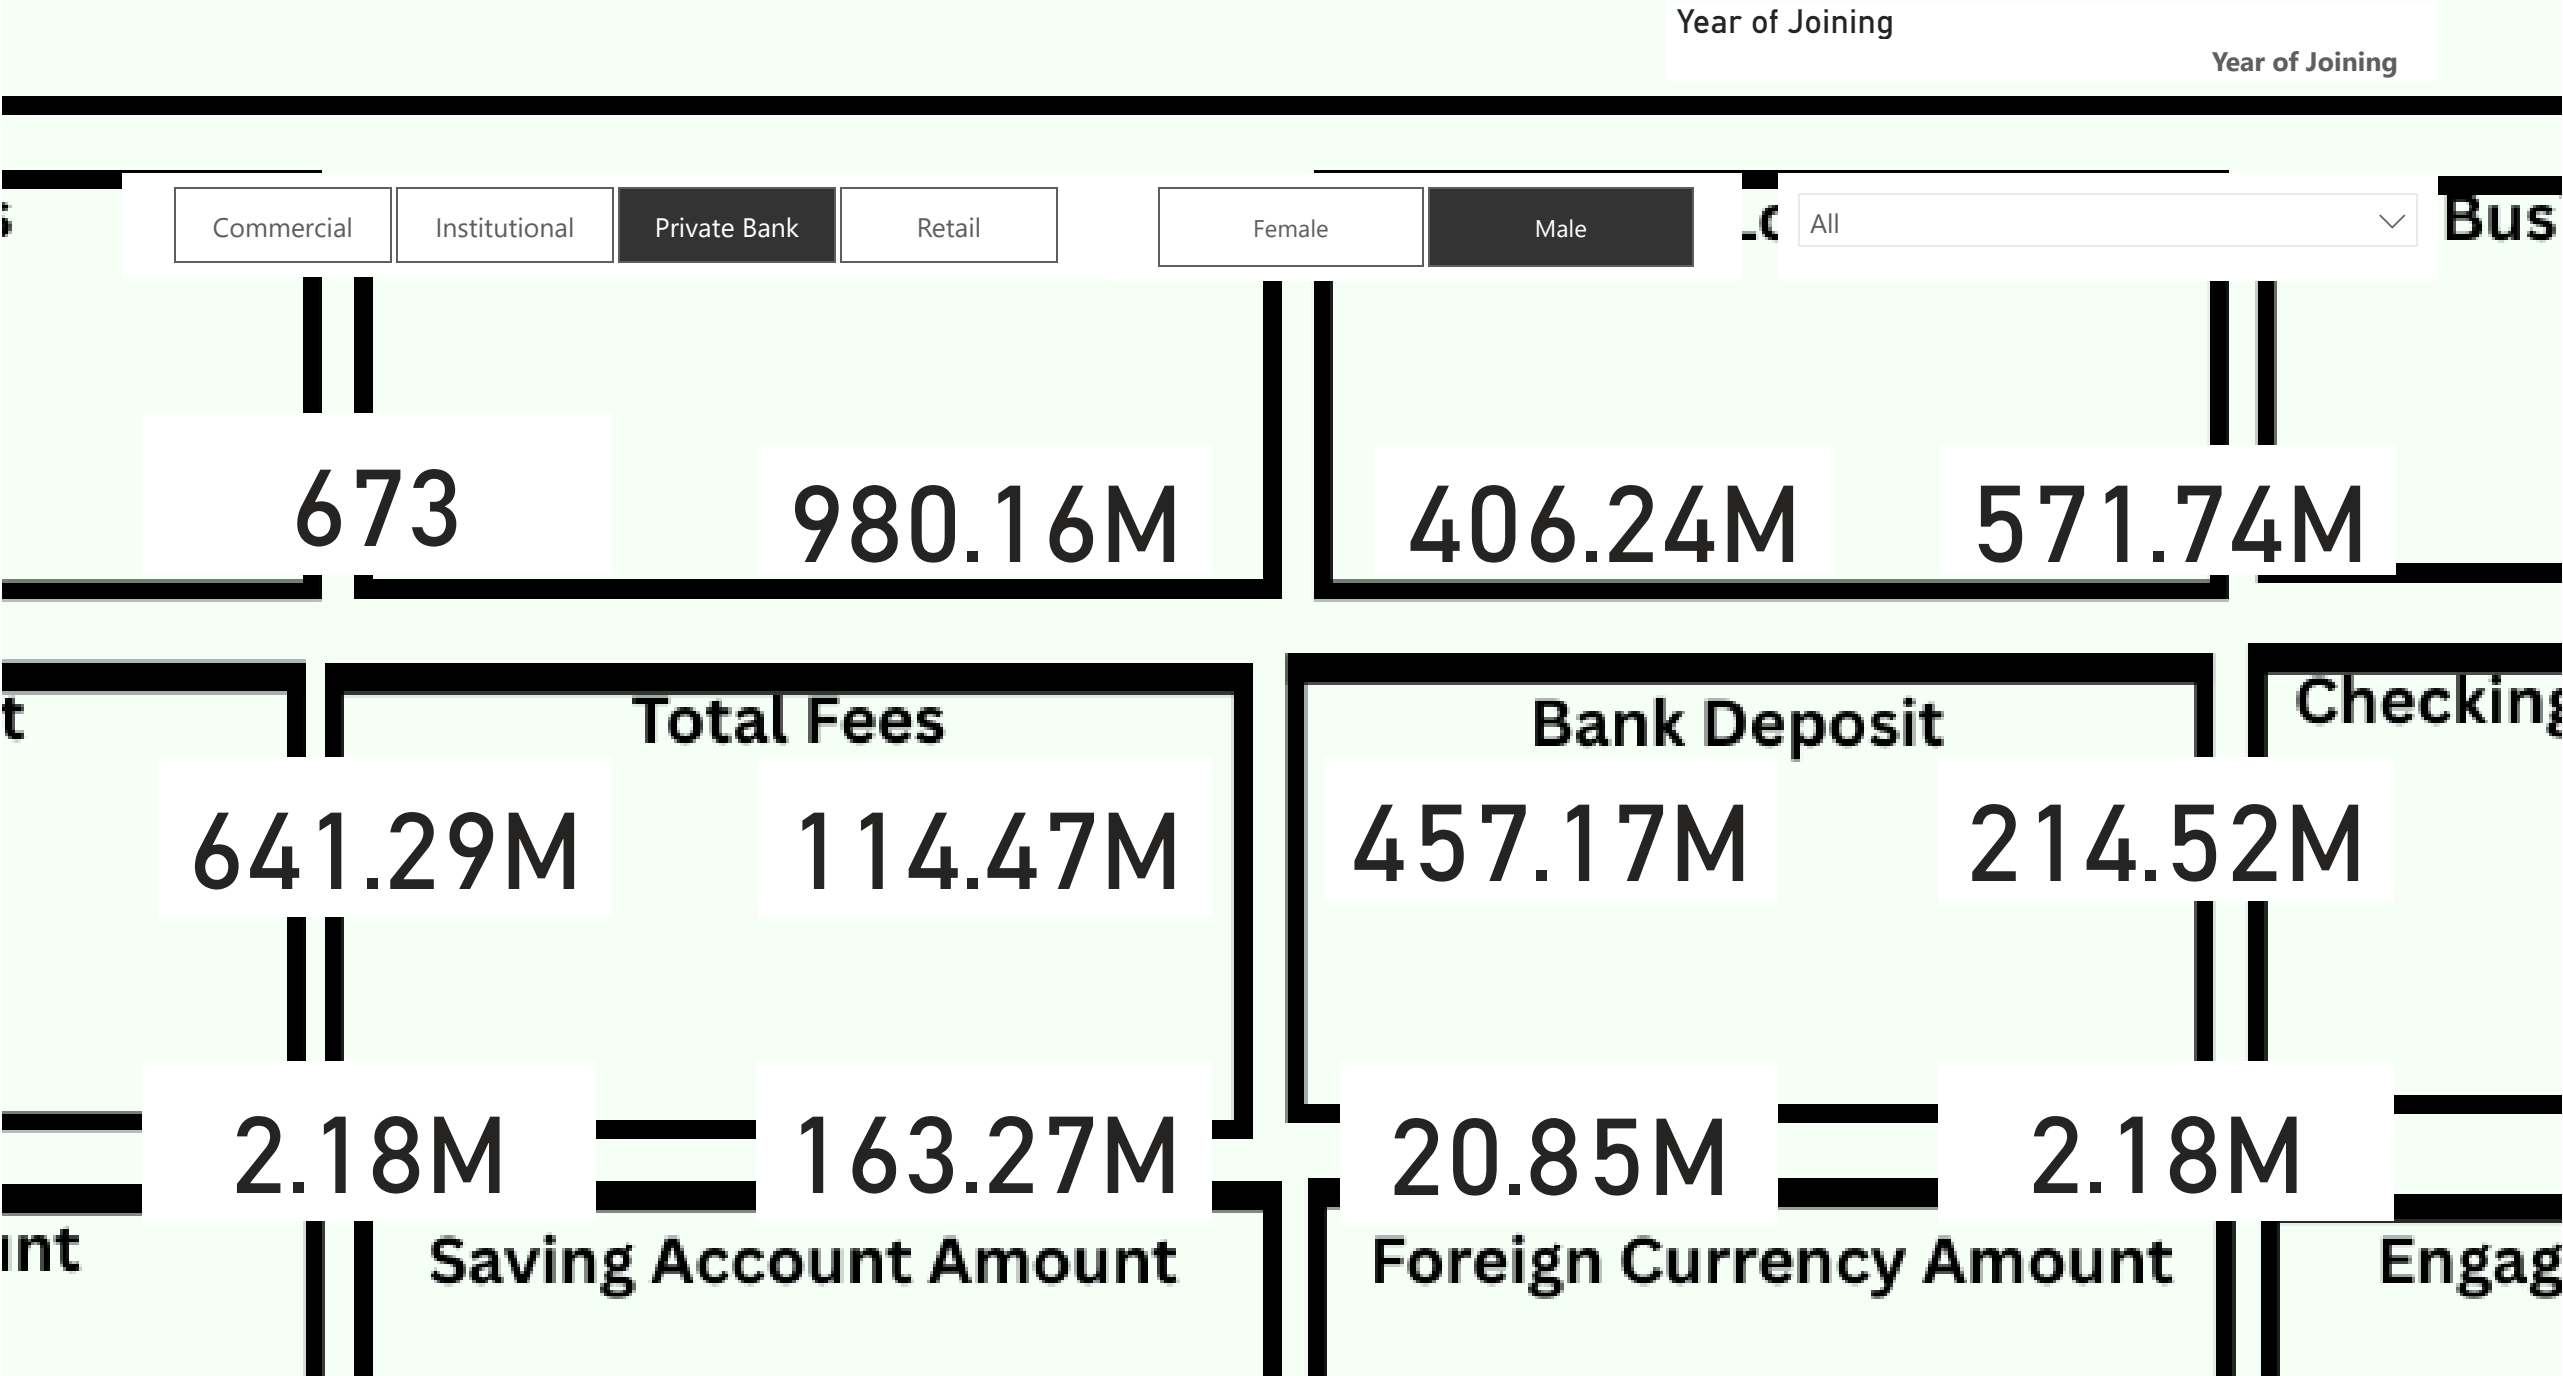 Year of Joining
Year of Joining
Commercial Institutional Private Bank Retail Female Male All Bus
673 980.16M 406.24M 571.74M
t Total Fees Bank Deposit Checking
641.29M 114.47M 457.17M 214.52M
2.18M 163.27M 20.85M 2.18M
unt Saving Account Amount Foreign Currency Amount Engag